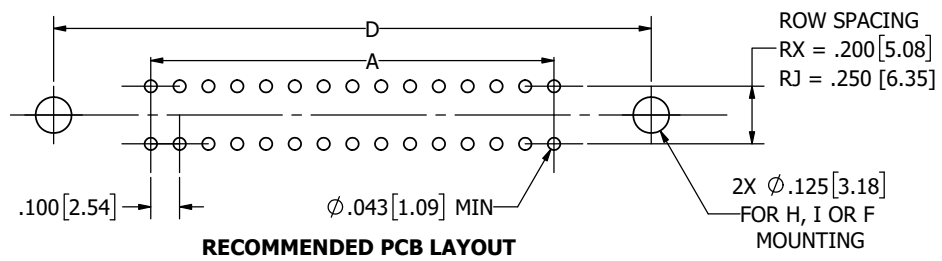 D
A
ROW SPACING
RX = .200[5.08]
RJ = .250 [6.35]
.100[2.54]
∅.043[1.09] MIN
2X ∅.125[3.18]
FOR H, I OR F
MOUNTING
RECOMMENDED PCB LAYOUT